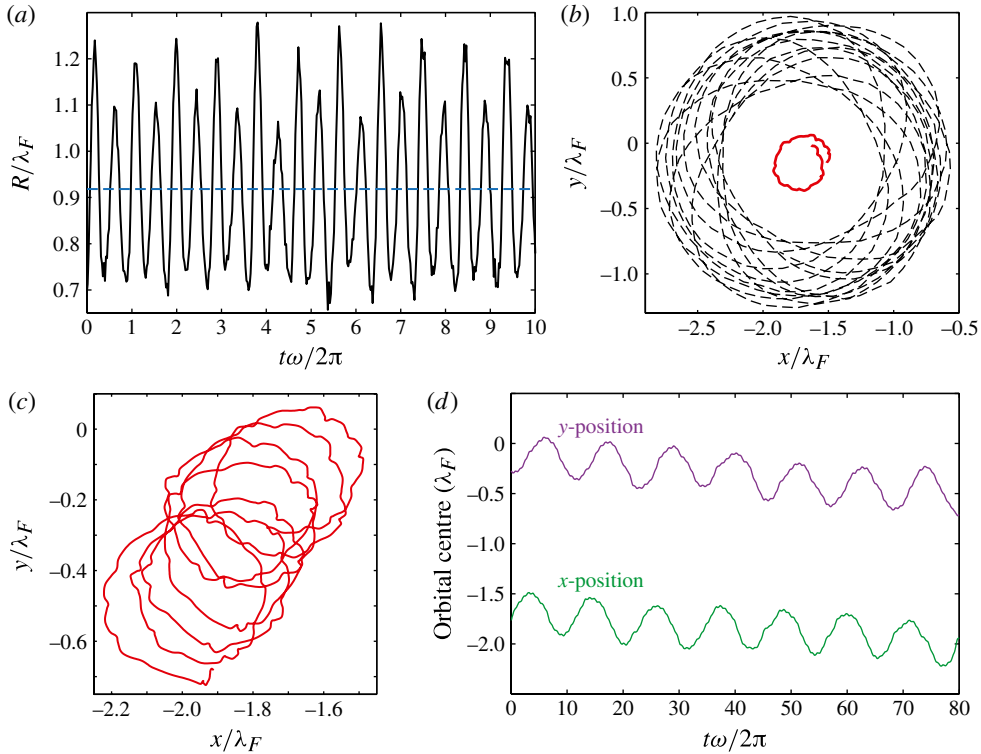 (a)
1.2
1.1
1.0
0.9
0.8
0.7
R/λF
0 1 2 3 4 5 6 7 8 9 10
tω/2π
(b)
1.0
0.5
0
−0.5
−1.0
y/λF
−2.5 −2.0 −1.5 −1.0 −0.5
x/λF
(c)
0
−0.2
−0.4
−0.6
y/λF
−2.2 −2.0 −1.8 −1.6
x/λF
(d)
0
−0.5
−1.0
−1.5
−2.0
Orbital centre (λF)
y-position
x-position
0 10 20 30 40 50 60 70 80
tω/2π